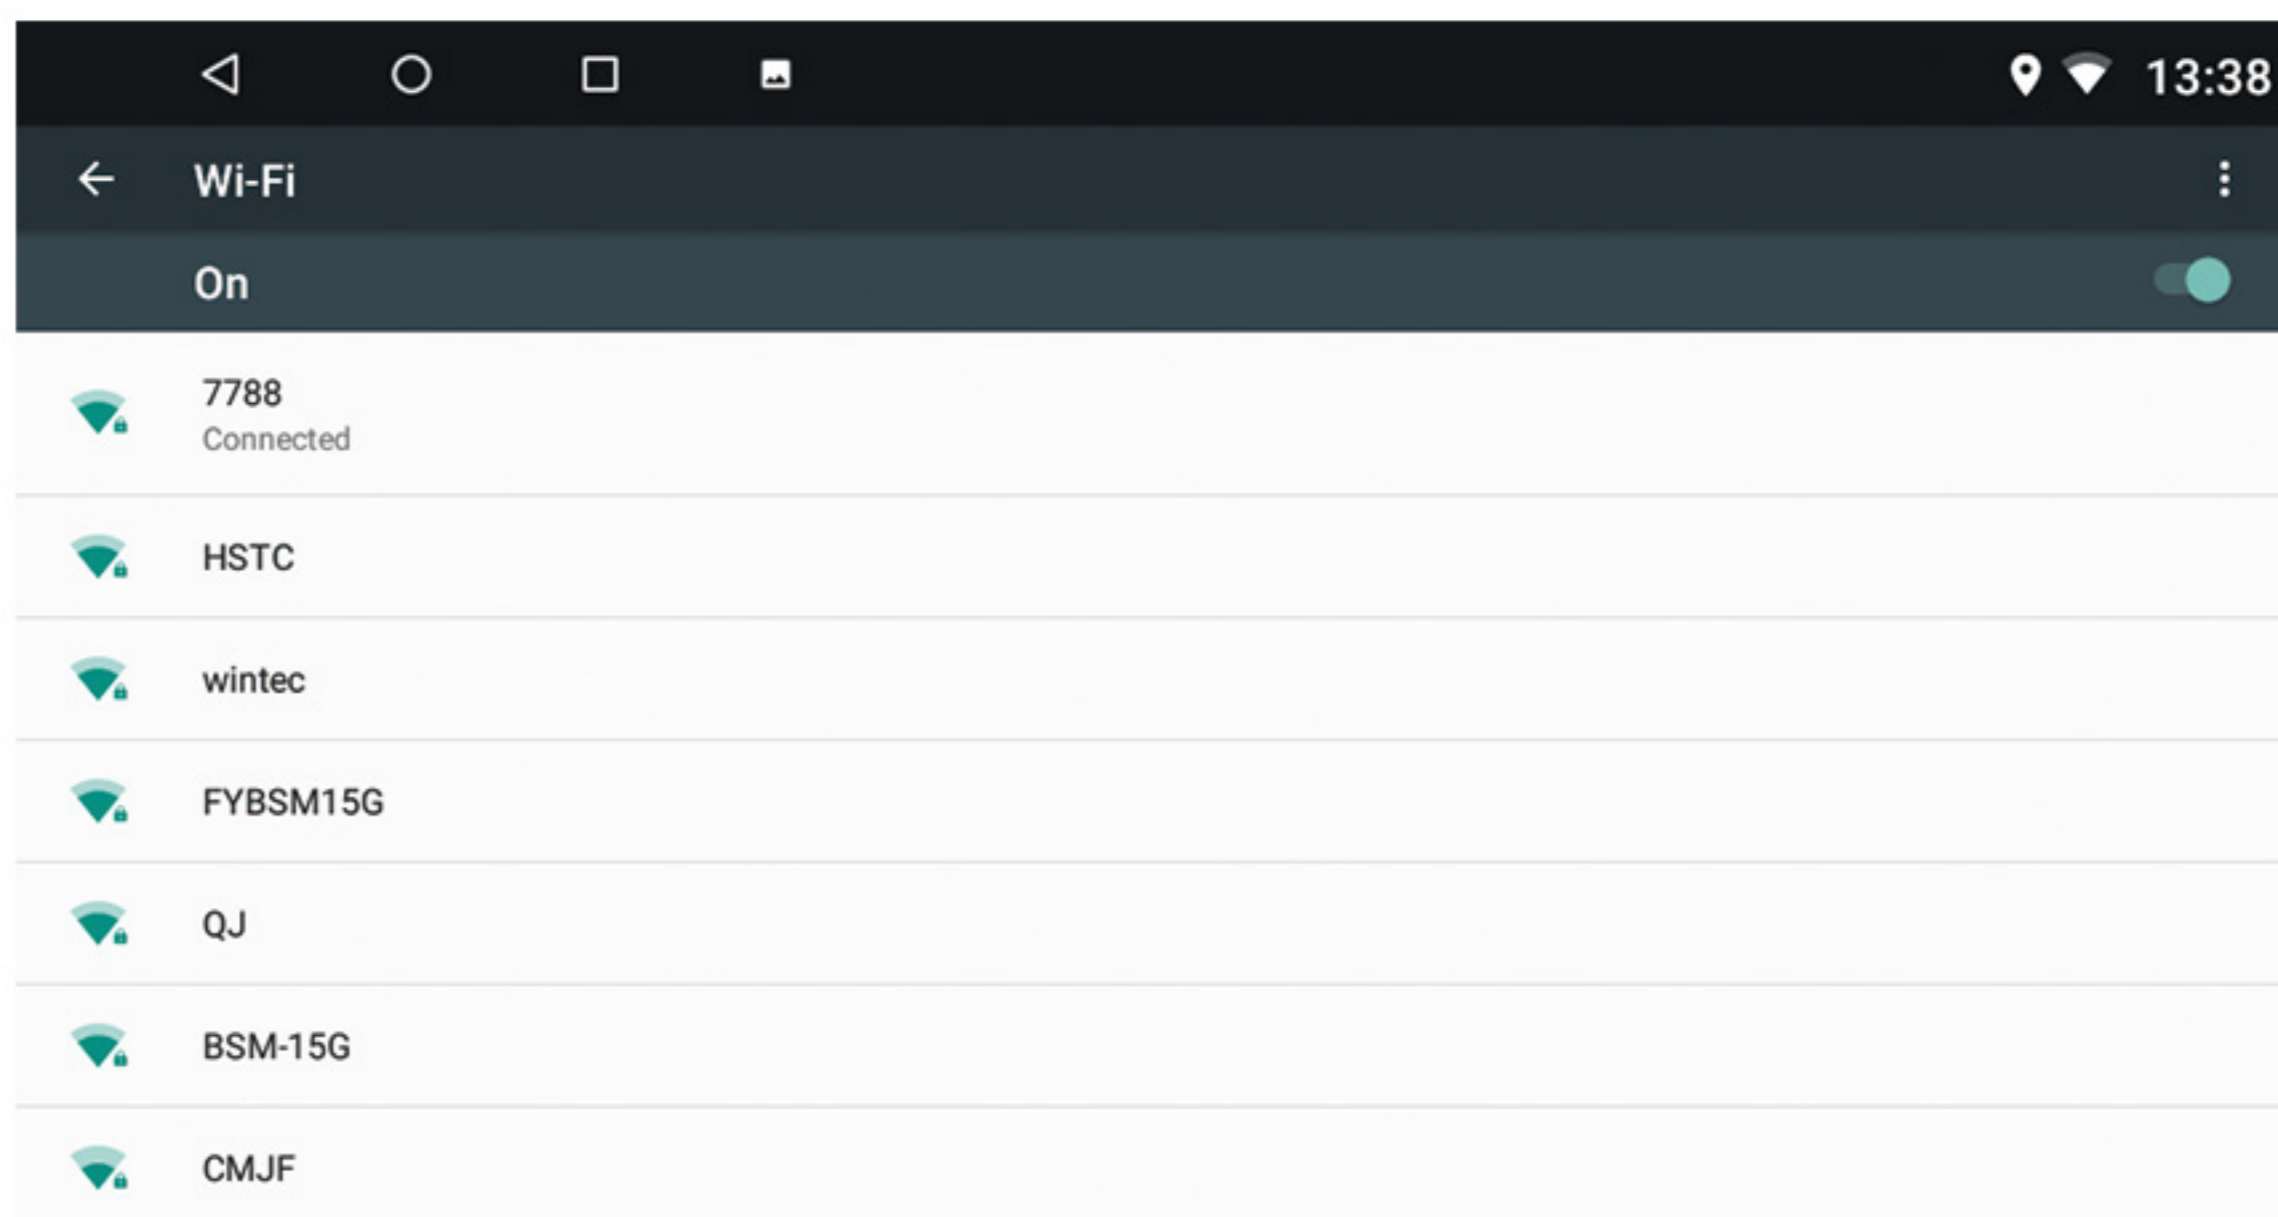 13:38
Wi-Fi
On
7788
Connected
HSTC
wintec
FYBSM15G
QJ
BSM-15G
CMJF